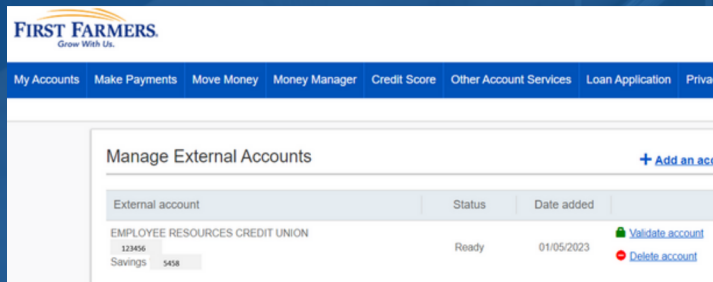 FIRST FARMERS.
Grow With Us.
My Accounts Make Payments Move Money Money Manager Credit Score Other Account Services Loan Application
Manage External Accounts + Add an
External account Status Date added
EMPLOYEE RESOURCES CREDIT UNION
123456
Savings 5458
Ready 01/05/2023
Validate account
Delete account